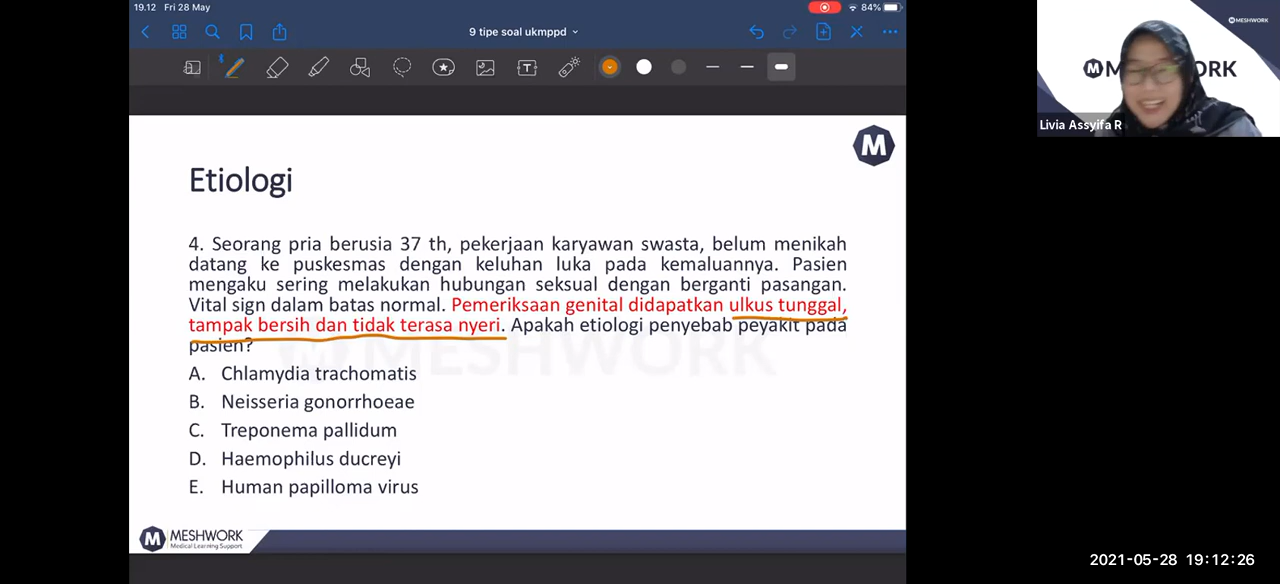 19.12 Fri 28 May
84%
9 tipe soal ukmppd
MESHWORK
M
Etiologi
4. Seorang pria berusia 37 th, pekerjaan karyawan swasta, belum menikah
datang ke puskesmas dengan keluhan luka pada kemaluannya. Pasien
mengaku sering melakukan hubungan seksual dengan berganti pasangan.
Vital sign dalam batas normal. Pemeriksaan genital didapatkan ulkus tunggal,
tampak bersih dan tidak terasa nyeri. Apakah etiologi penyebab peyakit pada
pasien?
MESHWORK
A. Chlamydia trachomatis
B. Neisseria gonorrhoeae
C. Treponema pallidum
D. Haemophilus ducreyi
E. Human papilloma virus
M MESHWORK
Medical Learning Support
M ORK
Livia Assyifa R
2021-05-28 19:12:26